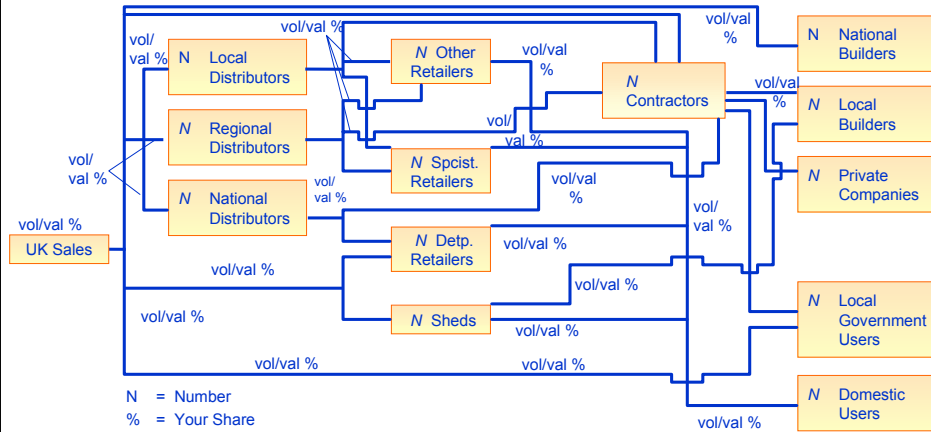 vol/val %
vol/val
%
N National
Builders
vol/
val %
N Local
Distributors
N Other
Retailers
vol/val
%
N
Contractors
vol/val
%
N Local
Builders
N Regional
Distributors
vol/
val %
vol/
val %
N Spcist.
Retailers
N Private
Companies
N National
Distributors
vol/
val %
vol/val
%
vol/
val %
vol/val %
UK Sales
N Detp.
Retailers
vol/val %
vol/val %
vol/val %
N Sheds
vol/val %
vol/val %
N Local
Government
Users
vol/val %
vol/val %
N = Number
% = Your Share
N Domestic
Users
vol/val %